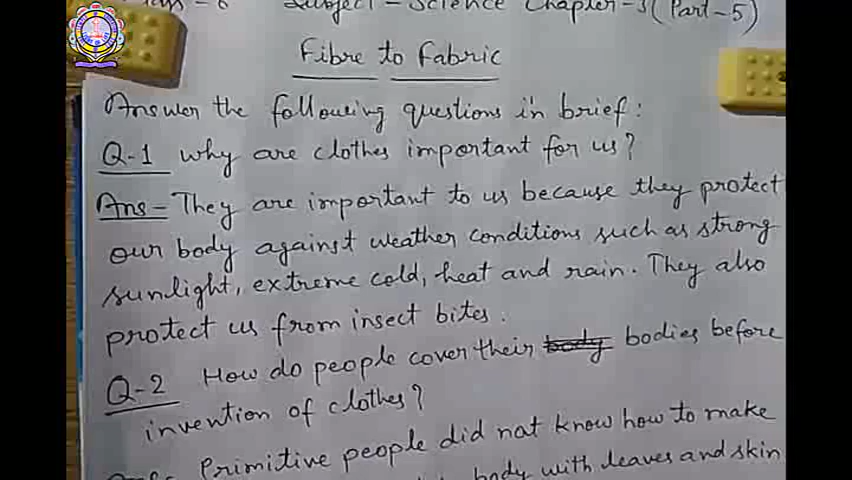 Subject - Science Chapter - 3 (Part - 5)
Fibre to Fabric
Answer the following questions in brief:
Q-1 why are clothes important for us?
Ans - They are important to us because they protect
our body against weather conditions such as strong
sunlight, extreme cold, heat and rain. They also
protect us from insect bites.
Q-2 How do people cover their body bodies before
invention of clothes?
Primitive people did not know how to make
body with leaves and skin